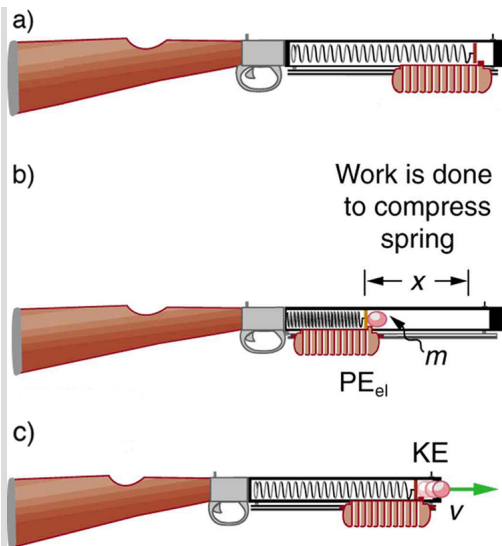 a)
b)
Work is done
to compress
spring
x
m
PEel
c)
KE
v